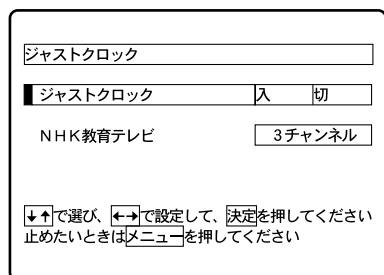 ジャストクロック
ジャストクロック 入 切
NHK教育テレビ 3チャンネル
↓↑で選び、←→で設定して、決定を押してください
止めたいときはメニューを押してください